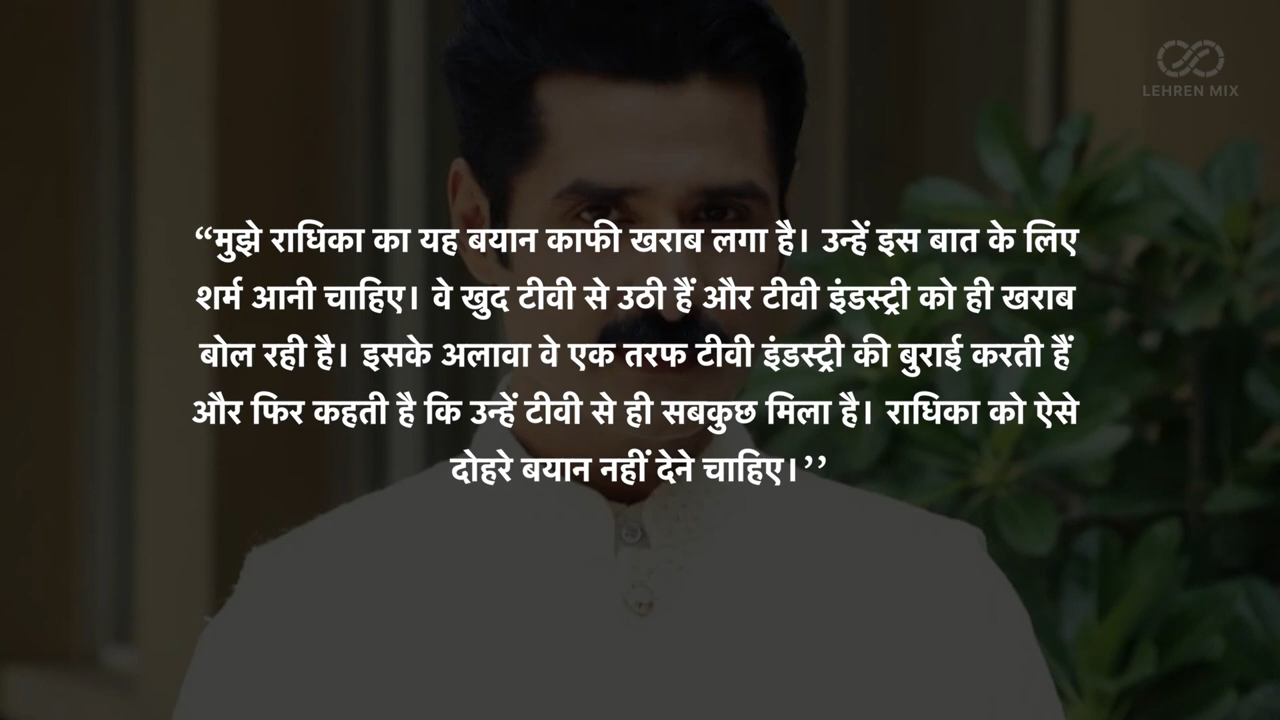 LEHREN MIX
“मुझे राधिका का यह बयान काफी खराब लगा है। उन्हें इस बात के लिए
शर्म आनी चाहिए। वे खुद टीवी से उठी हैं और टीवी इंडस्ट्री को ही खराब
बोल रही है। इसके अलावा वे एक तरफ टीवी इंडस्ट्री की बुराई करती हैं
और फिर कहती है कि उन्हें टीवी से ही सबकुछ मिला है। राधिका को ऐसे
दोहरे बयान नहीं देने चाहिए।’’